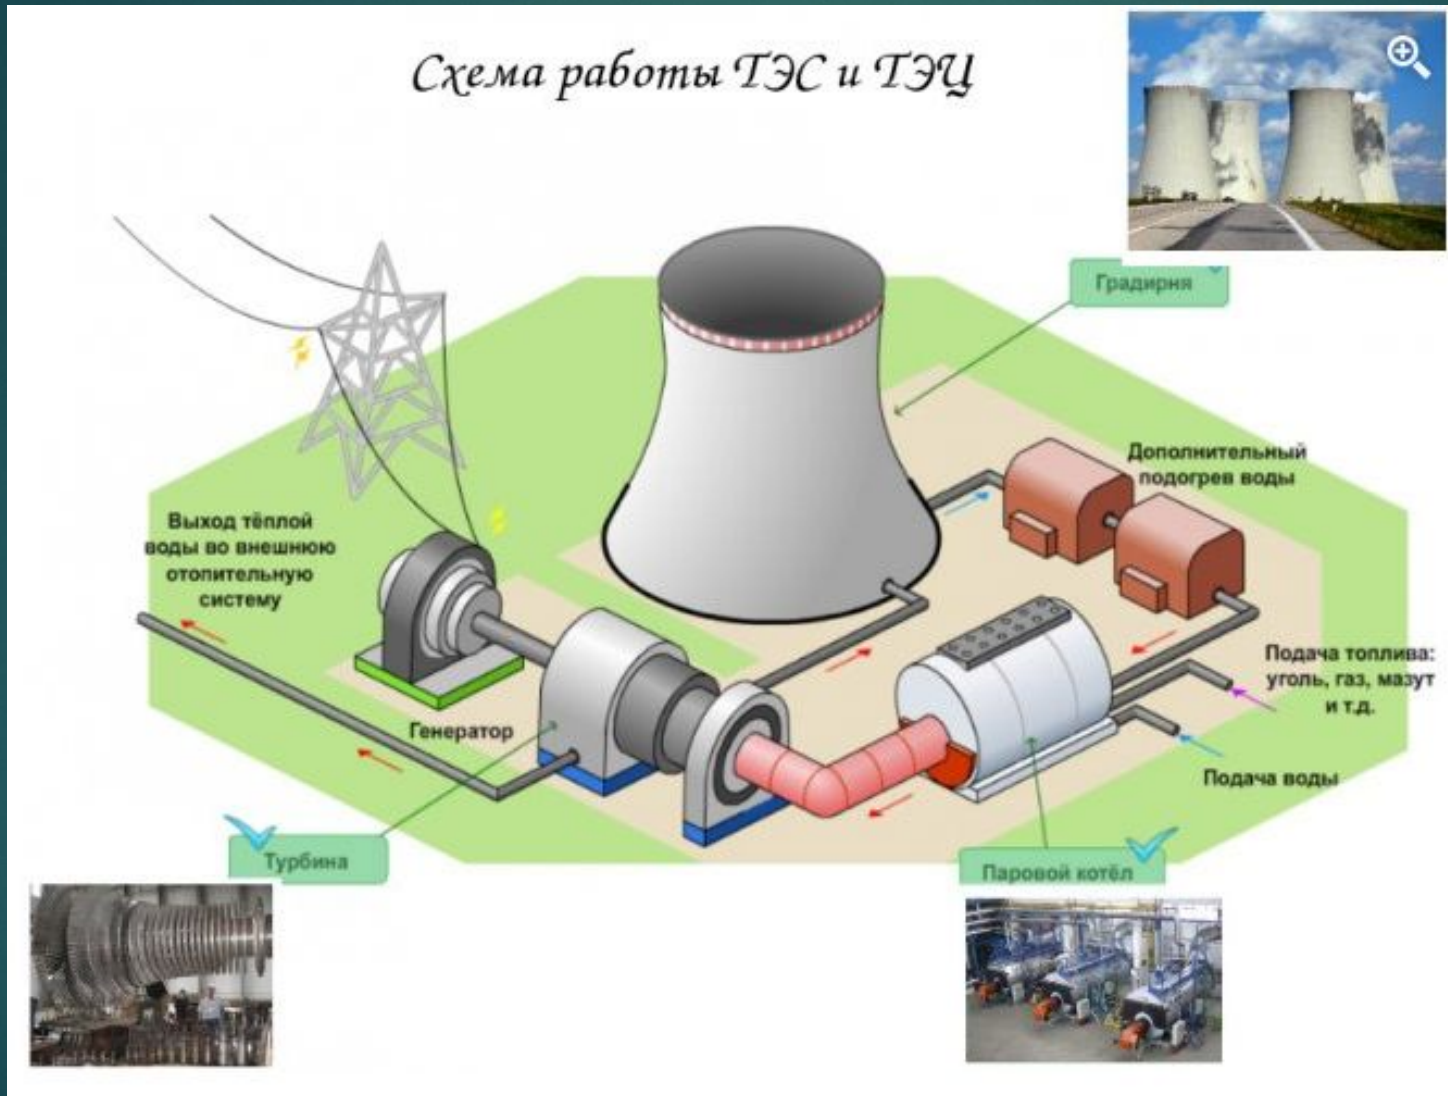 Схема работы ТЭС и ТЭЦ
Градирня
Дополнительный
подогрев воды
Выход тёплой
воды во внешнюю
отопительную
систему
Подача топлива:
уголь, газ, мазут
и т.д.
Генератор
Подача воды
Турбина
Паровой котёл